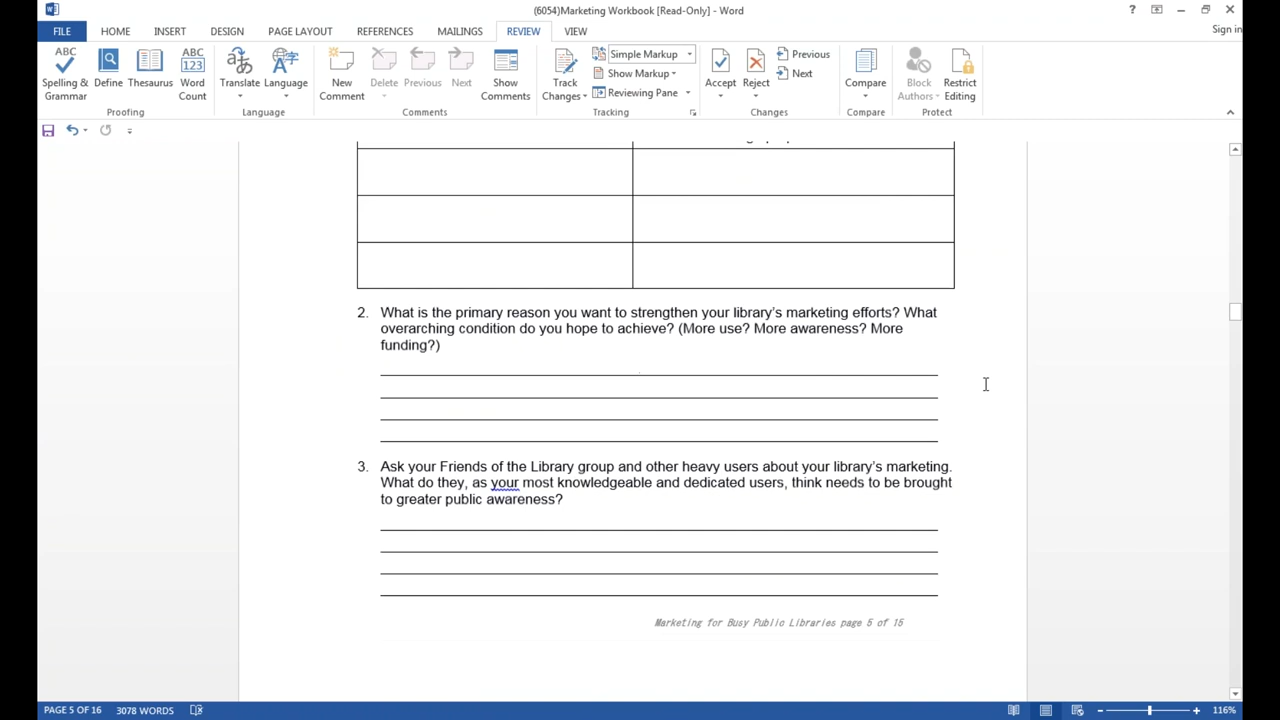 (6054)Marketing Workbook [Read-Only] - Word
?
FILE HOME INSERT DESIGN PAGE LAYOUT REFERENCES MAILINGS REVIEW VIEW Sign in
Spelling & Grammar
Define
Thesaurus
Word Count
Proofing
Translate
Language
Language
New Comment
Delete
Previous
Next
Show Comments
Comments
Track Changes
Simple Markup
Show Markup
Reviewing Pane
Tracking
Accept
Reject
Previous
Next
Changes
Compare
Compare
Block Authors
Restrict Editing
Protect
2. What is the primary reason you want to strengthen your library's marketing efforts? What
overarching condition do you hope to achieve? (More use? More awareness? More
funding?)
3. Ask your Friends of the Library group and other heavy users about your library's marketing.
What do they, as your most knowledgeable and dedicated users, think needs to be brought
to greater public awareness?
Marketing for Busy Public Libraries page 5 of 15
PAGE 5 OF 16 3078 WORDS 116%